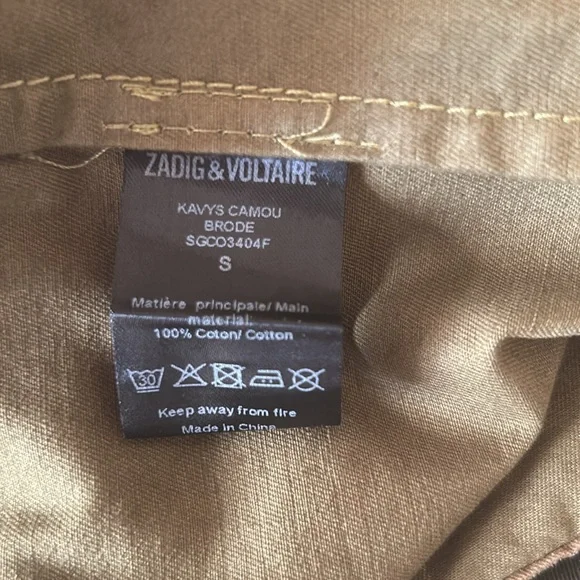 ZADIG & VOLTAIRE
KAVYS CAMOU
BRODE
SGCO3404F
S
Matière principale/ Main
material:
100% Coton/ Cotton
30
Keep away from fire
Made in China